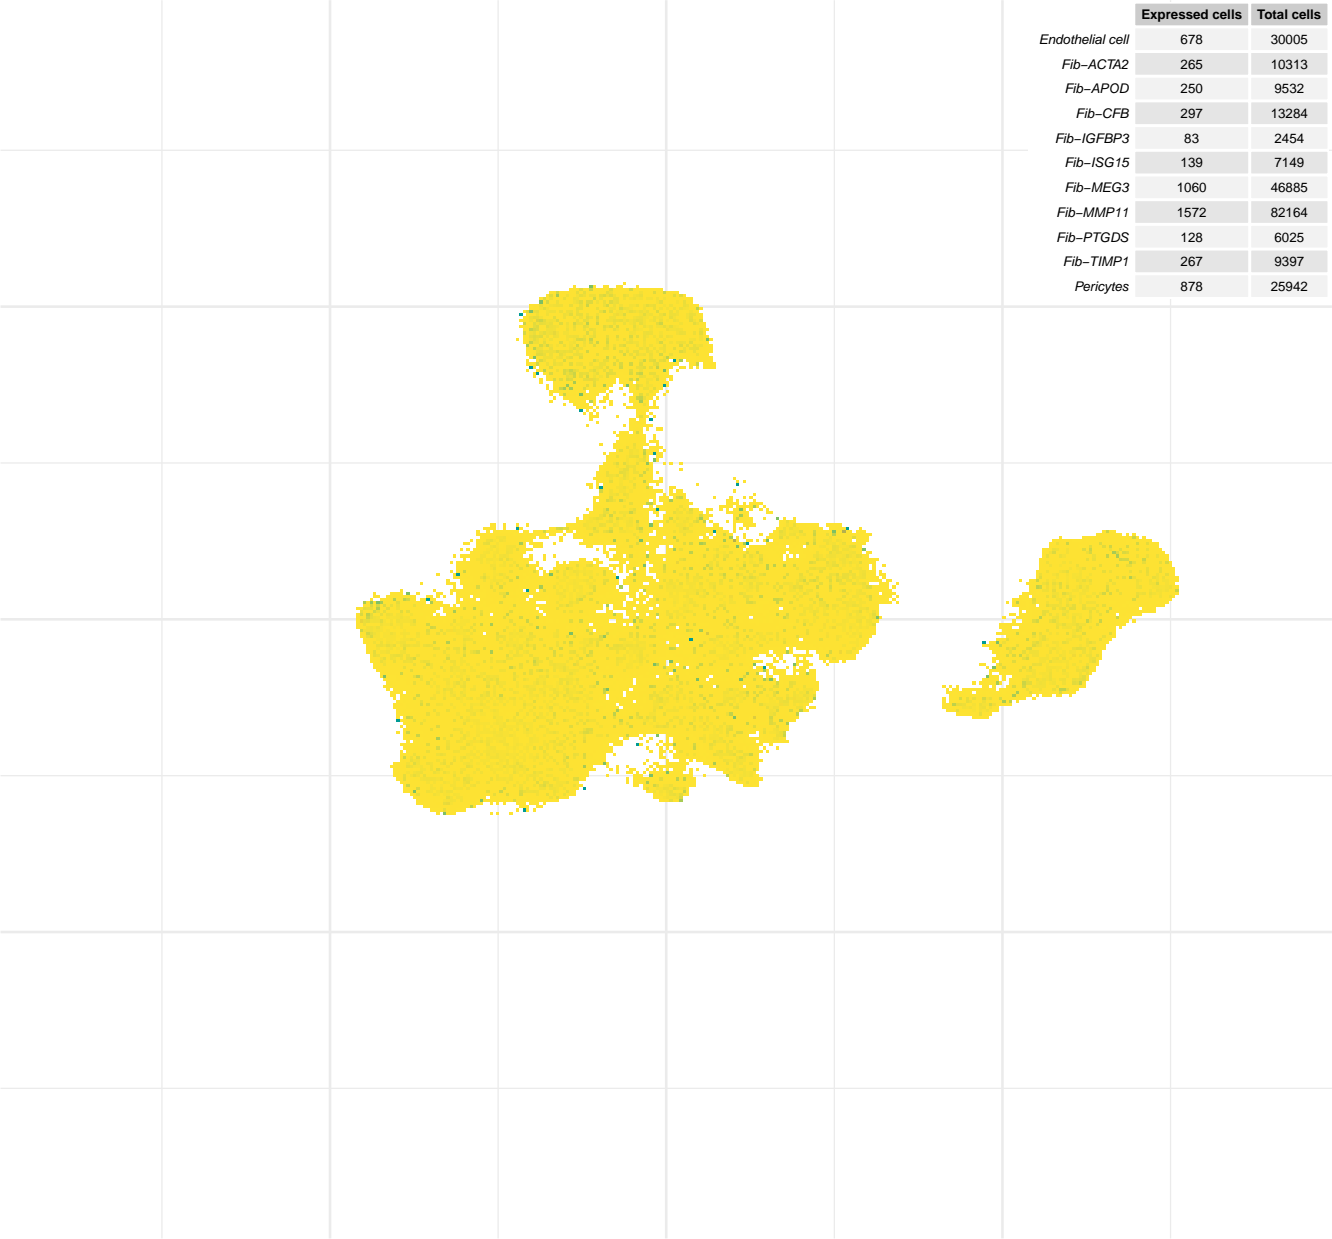 Expressed cells Total cells
Endothelial cell 678 30005
Fib−ACTA2 265 10313
Fib−APOD 250 9532
Fib−CFB 297 13284
Fib−IGFBP3 83 2454
Fib−ISG15 139 7149
Fib−MEG3 1060 46885
Fib−MMP11 1572 82164
Fib−PTGDS 128 6025
Fib−TIMP1 267 9397
Pericytes 878 25942